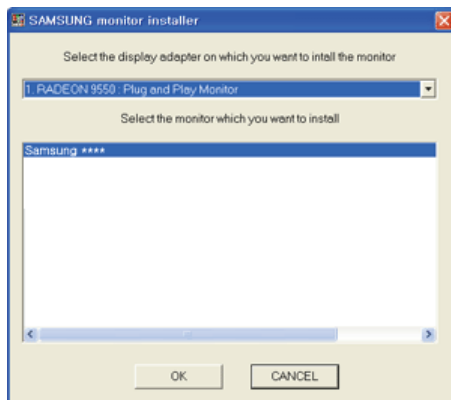 SAMSUNG monitor installer
Select the display adapter on which you want to intall the monitor
1. RADEON 9550 : Plug and Play Monitor
Select the monitor which you want to install
Samsung ****
OK
CANCEL